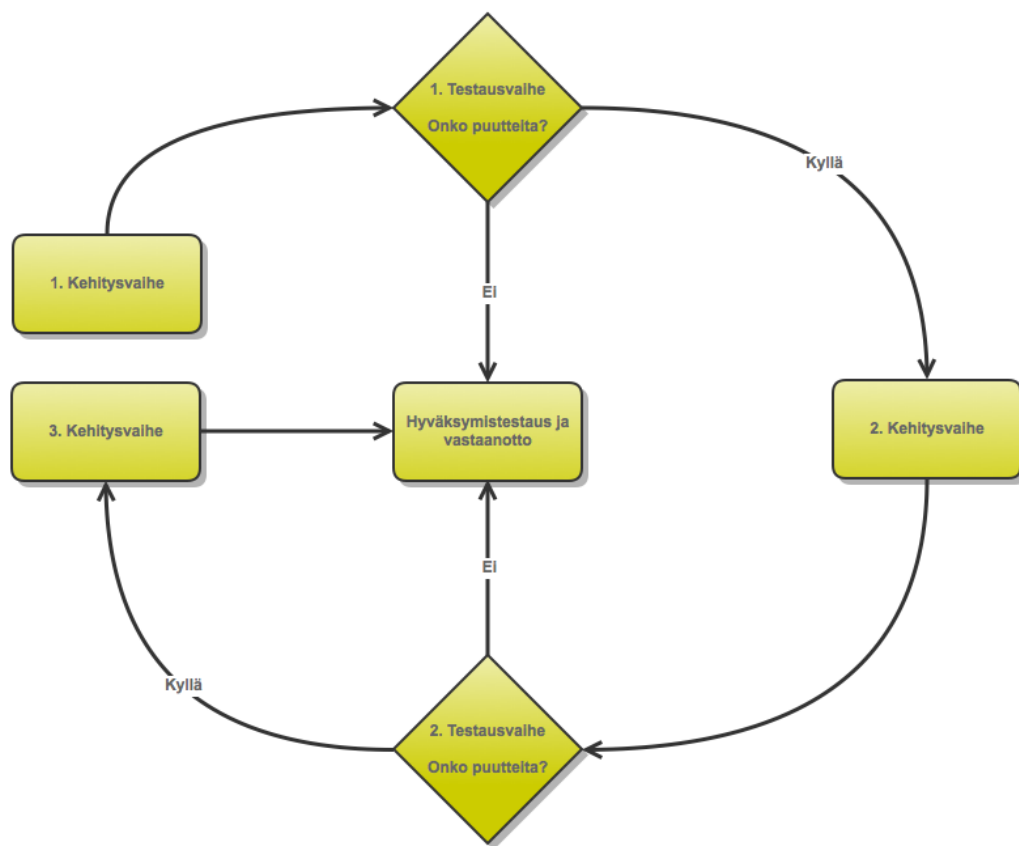 1. Testausvaihe
Onko puutteita?
Kyllä
1. Kehitysvaihe
Ei
3. Kehitysvaihe
Hyväksymistestaus ja
vastaanotto
2. Kehitysvaihe
Ei
Kyllä
2. Testausvaihe
Onko puutteita?